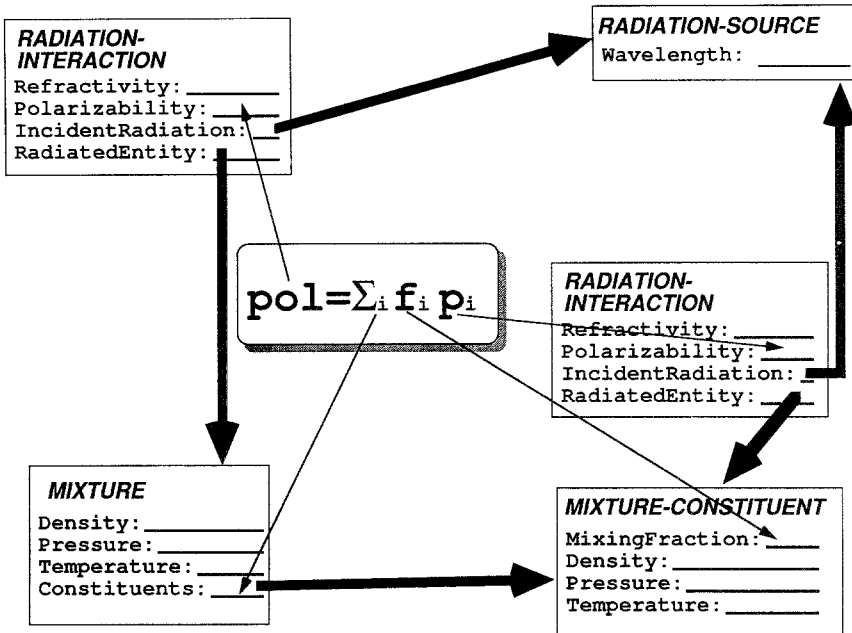 RADIATION-
INTERACTION
Refractivity:
Polarizability:
IncidentRadiation:
RadiatedEntity:
RADIATION-SOURCE
Wavelength:
pol=Σi fi pi
RADIATION-
INTERACTION
Refractivity:
Polarizability:
IncidentRadiation:
RadiatedEntity:
MIXTURE
Density:
Pressure:
Temperature:
Constituents:
MIXTURE-CONSTITUENT
MixingFraction:
Density:
Pressure:
Temperature: